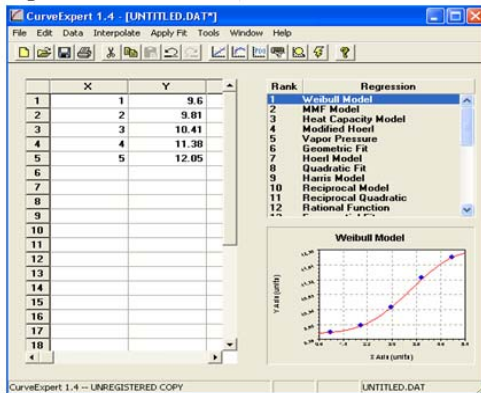 CurveExpert 1.4 - [UNTITLED.DAT*]
File Edit Data Interpolate Apply Fit Tools Window Help
X Y
1 1 9.6
2 2 9.81
3 3 10.41
4 4 11.38
5 5 12.05
6
7
8
9
10
11
12
13
14
15
16
17
18
Rank Regression
1 Weibull Model
2 MMF Model
3 Heat Capacity Model
4 Modified Hoerl
5 Vapor Pressure
6 Geometric Fit
7 Hoerl Model
8 Quadratic Fit
9 Harris Model
10 Reciprocal Model
11 Reciprocal Quadratic
12 Rational Function
Weibull Model
Y Axis (units)
X Axis (units)
CurveExpert 1.4 -- UNREGISTERED COPY
UNTITLED.DAT